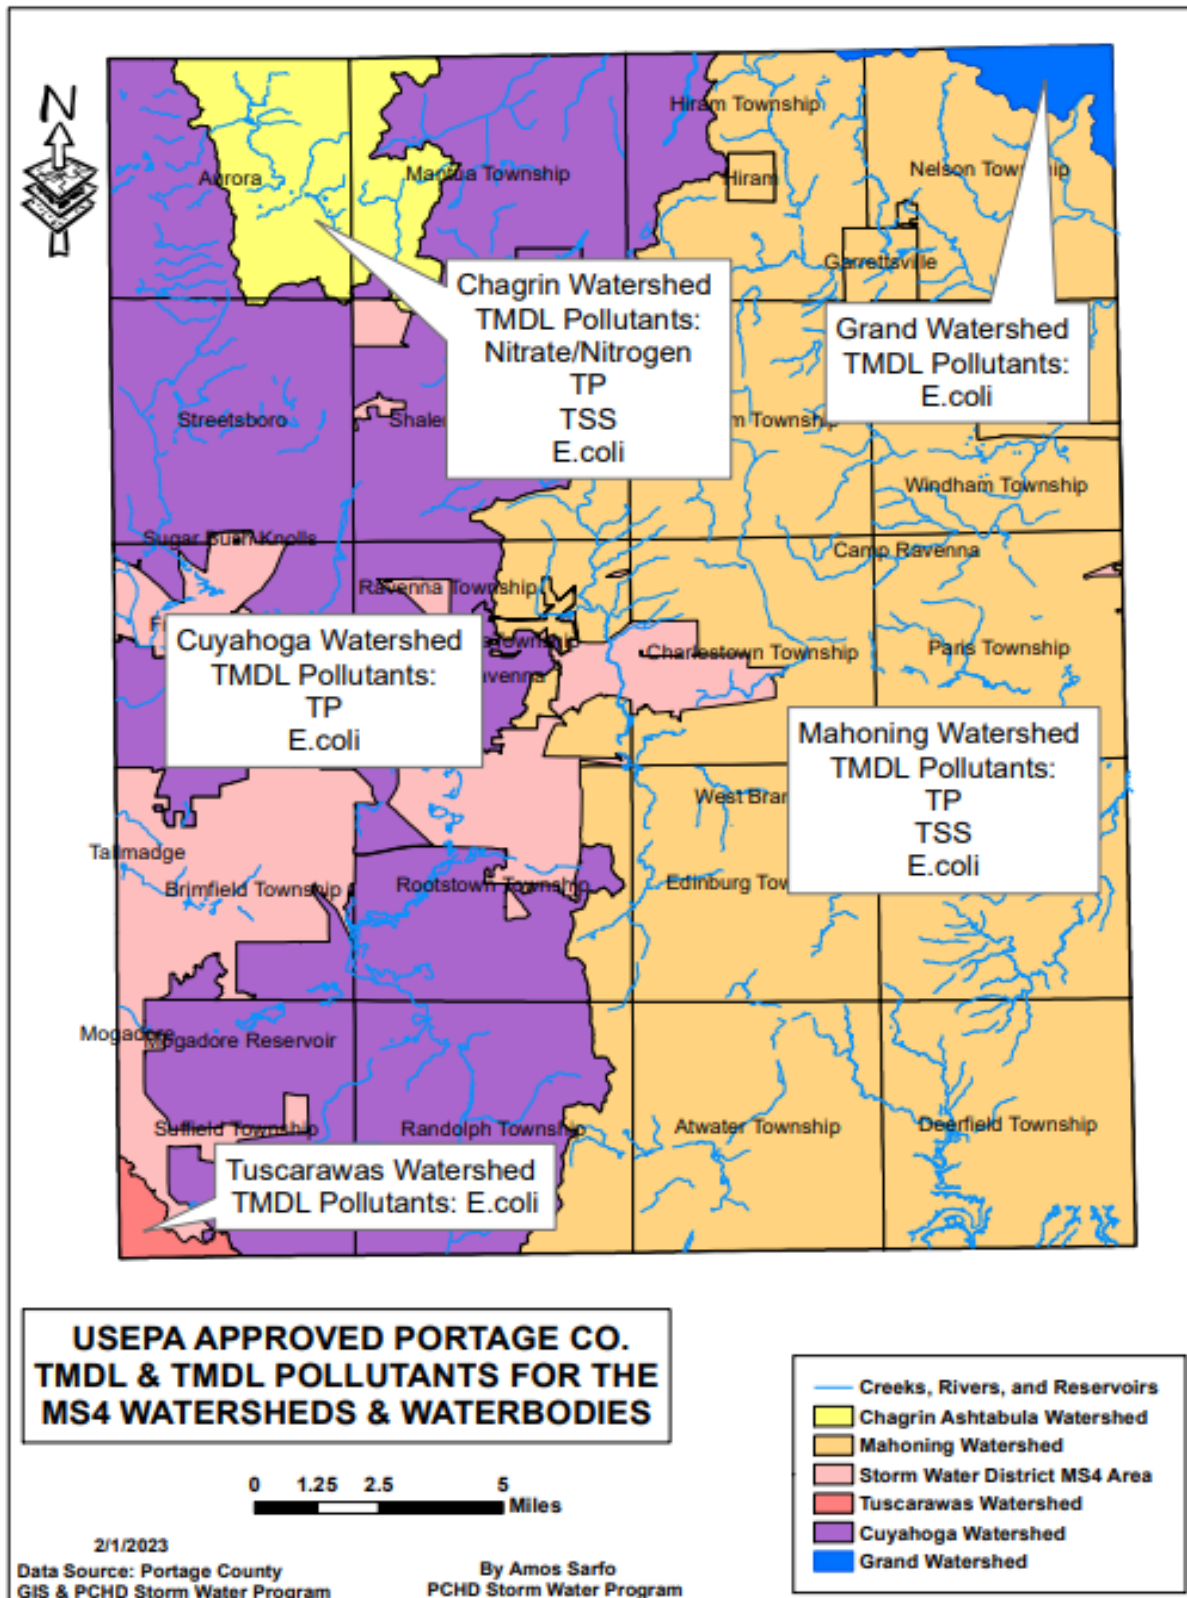 N
Hiram Township
Aurora
Mantua Township
Hiram
Nelson Township
Garrettsville
Chagrin Watershed
TMDL Pollutants:
Nitrate/Nitrogen
TP
TSS
E.coli
Grand Watershed
TMDL Pollutants:
E.coli
Streetsboro
Shaler
m Township
Windham Township
Sugar Bush Knolls
Camp Ravenna
Ravenna Township
Township
Cuyahoga Watershed
TMDL Pollutants:
TP
E.coli
Charlestown Township
Paris Township
avenna
Mahoning Watershed
TMDL Pollutants:
TP
TSS
E.coli
West Bran
Tallmadge
Brimfield Township
Rootstown Township
Edinburg Tow
Mogadore
Mogadore Reservoir
Suffield Township
Randolph Township
Atwater Township
Deerfield Township
Tuscarawas Watershed
TMDL Pollutants: E.coli
USEPA APPROVED PORTAGE CO.
TMDL & TMDL POLLUTANTS FOR THE
MS4 WATERSHEDS & WATERBODIES
0 1.25 2.5 5
Miles
2/1/2023
Data Source: Portage County
GIS & PCHD Storm Water Program
By Amos Sarfo
PCHD Storm Water Program
Creeks, Rivers, and Reservoirs
Chagrin Ashtabula Watershed
Mahoning Watershed
Storm Water District MS4 Area
Tuscarawas Watershed
Cuyahoga Watershed
Grand Watershed